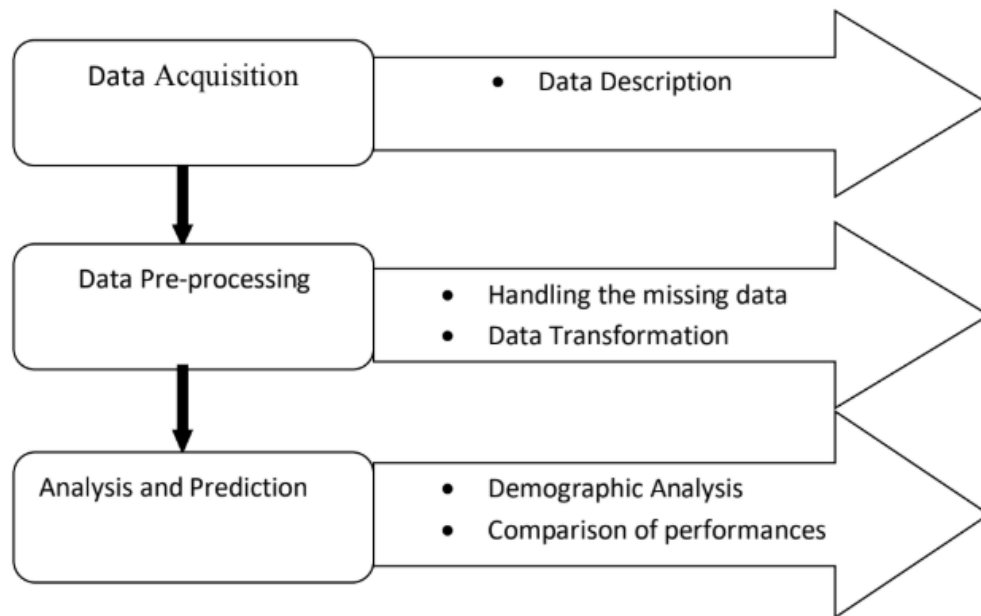 Data Acquisition
• Data Description
Data Pre-processing
• Handling the missing data
• Data Transformation
Analysis and Prediction
• Demographic Analysis
• Comparison of performances